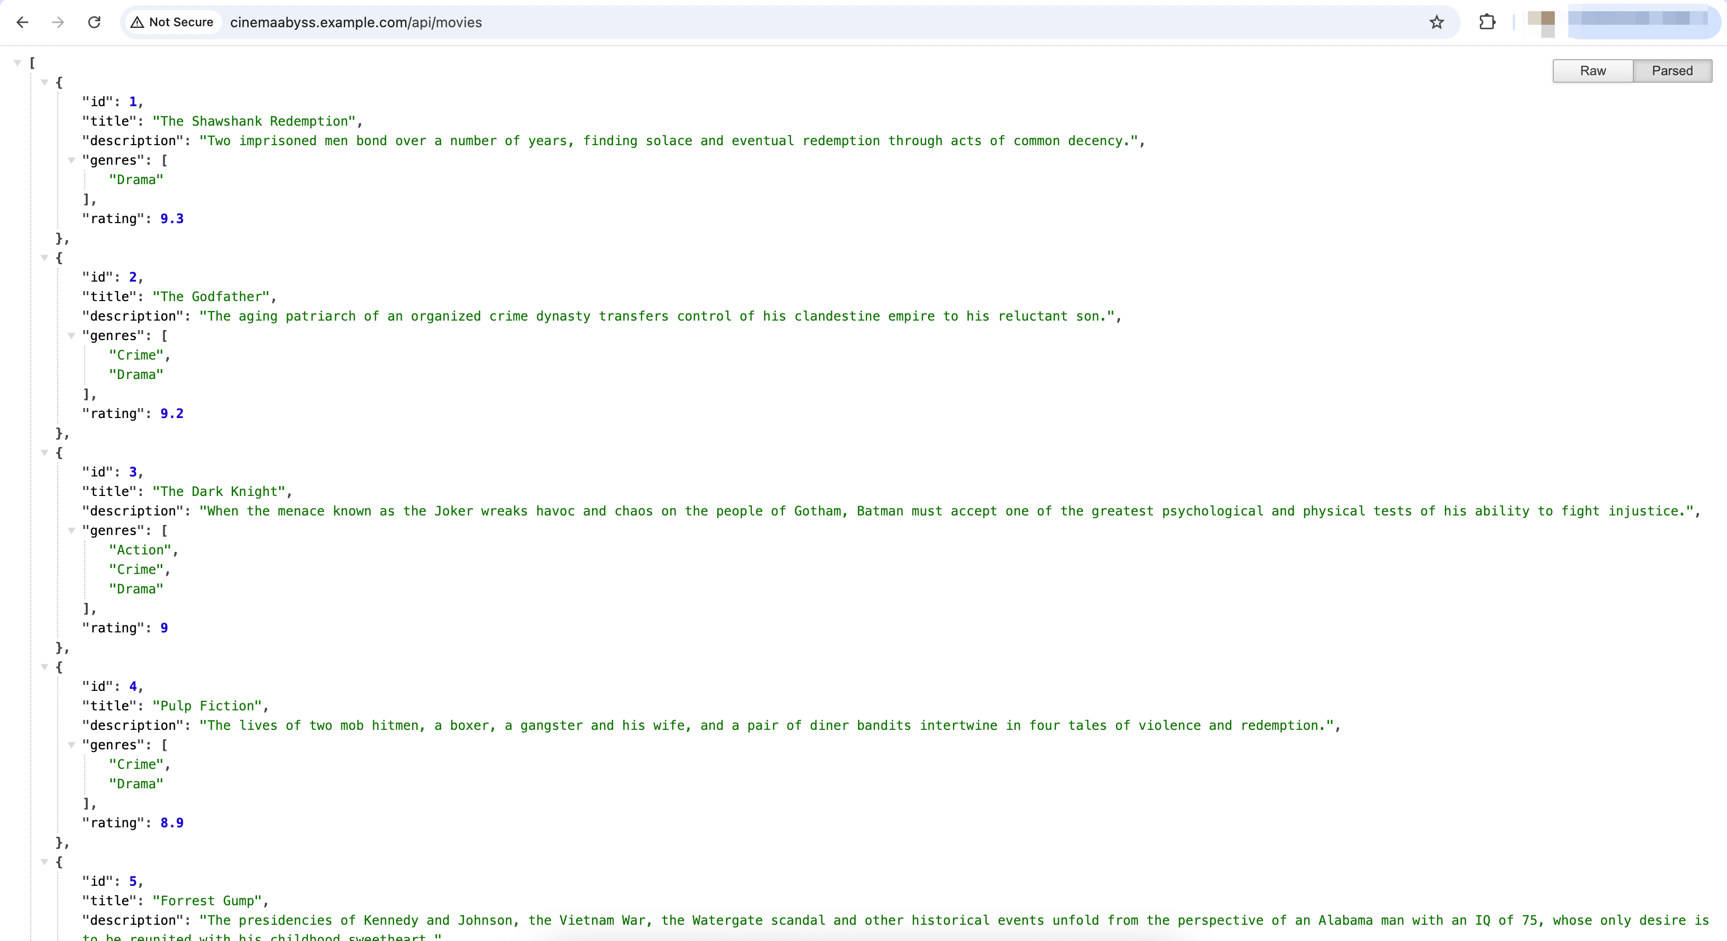 Not Secure cinemaabyss.example.com/api/movies
Raw Parsed
[
{
"id": 1,
"title": "The Shawshank Redemption",
"description": "Two imprisoned men bond over a number of years, finding solace and eventual redemption through acts of common decency.",
"genres": [
"Drama"
],
"rating": 9.3
},
{
"id": 2,
"title": "The Godfather",
"description": "The aging patriarch of an organized crime dynasty transfers control of his clandestine empire to his reluctant son.",
"genres": [
"Crime",
"Drama"
],
"rating": 9.2
},
{
"id": 3,
"title": "The Dark Knight",
"description": "When the menace known as the Joker wreaks havoc and chaos on the people of Gotham, Batman must accept one of the greatest psychological and physical tests of his ability to fight injustice.",
"genres": [
"Action",
"Crime",
"Drama"
],
"rating": 9
},
{
"id": 4,
"title": "Pulp Fiction",
"description": "The lives of two mob hitmen, a boxer, a gangster and his wife, and a pair of diner bandits intertwine in four tales of violence and redemption.",
"genres": [
"Crime",
"Drama"
],
"rating": 8.9
},
{
"id": 5,
"title": "Forrest Gump",
"description": "The presidencies of Kennedy and Johnson, the Vietnam War, the Watergate scandal and other historical events unfold from the perspective of an Alabama man with an IQ of 75, whose only desire is
to be reunited with his childhood sweetheart."